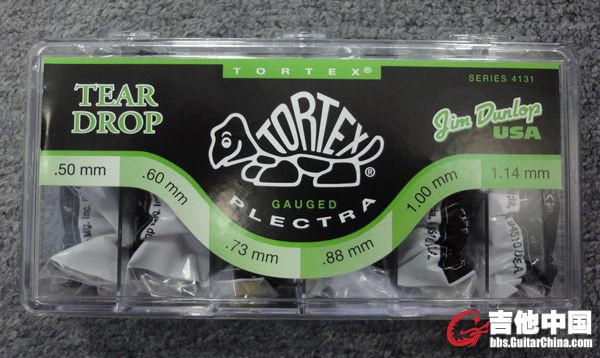 TORTEX®
SERIES 4131
TEAR
DROP
TORTEX®
Jim Dunlop
USA
GAUGED
PLECTRA
.50 mm
.60 mm
.73 mm
.88 mm
1.00 mm
1.14 mm
TORTEX®
吉他中国
bbs.GuitarChina.com